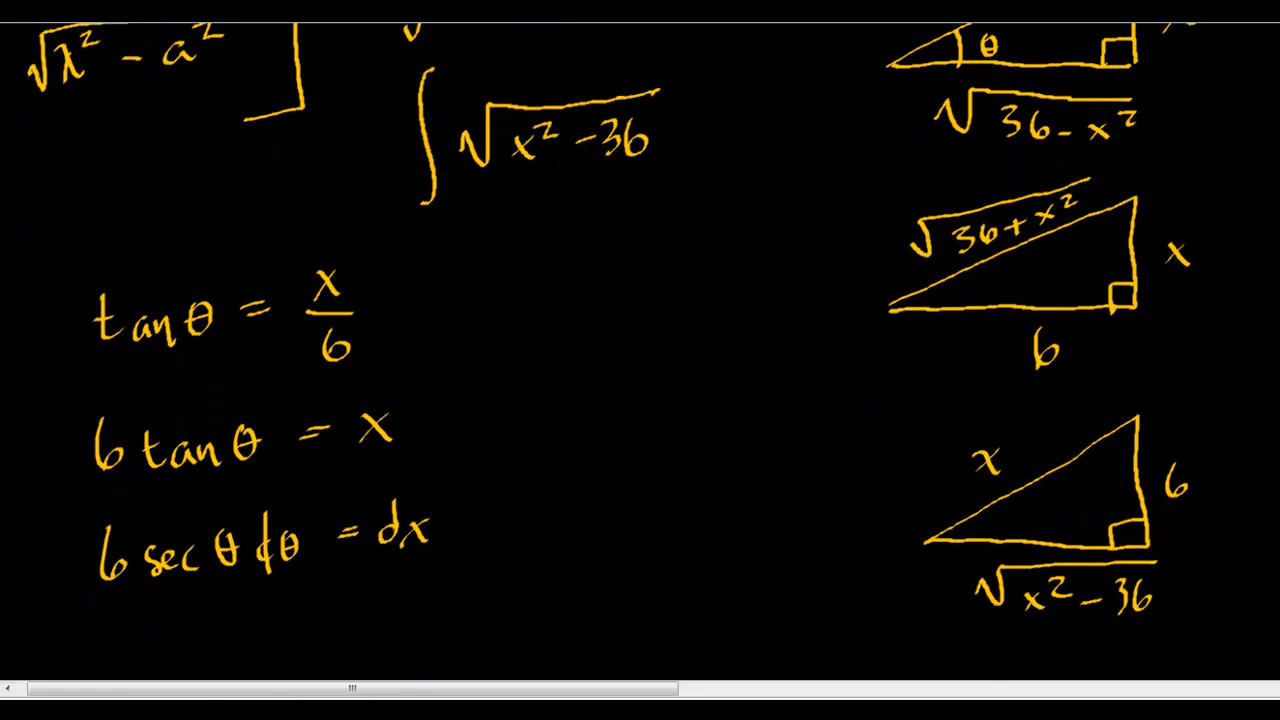 √x² - a²
∫ √x² - 36
θ
√36 - x²
√36 + x²
x
6
tan θ = x/6
6 tan θ = x
6 sec θ dθ = dx
x
6
√x² - 36